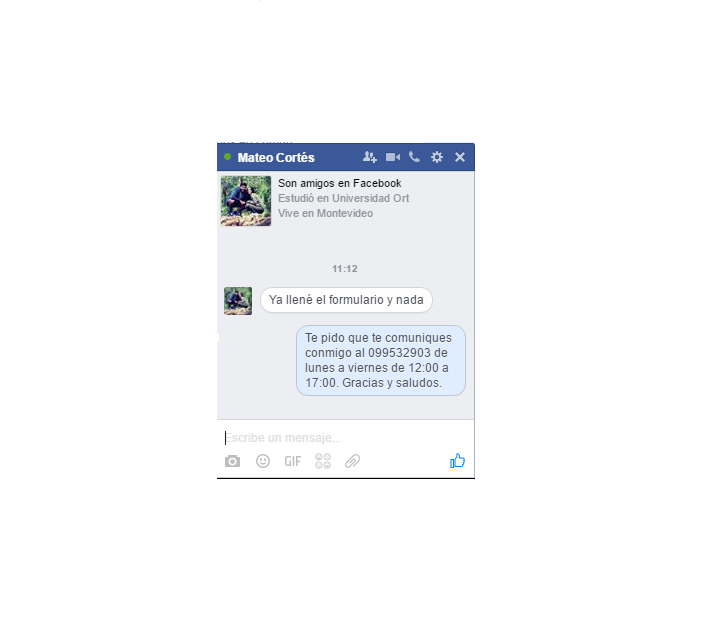 Mateo Cortés
Son amigos en Facebook
Estudió en Universidad Ort
Vive en Montevideo
11:12
Ya llené el formulario y nada
Te pido que te comuniques
conmigo al 099532903 de
lunes a viernes de 12:00 a
17:00. Gracias y saludos.
Escribe un mensaje...
GIF